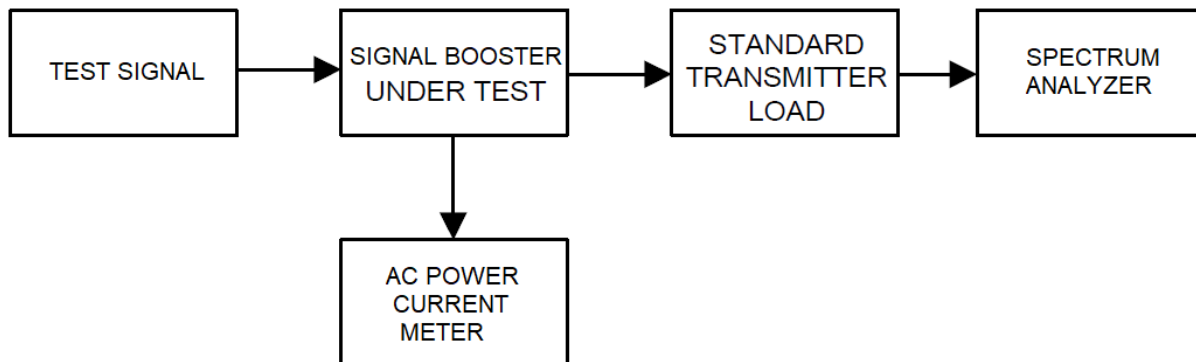 TEST SIGNAL
SIGNAL BOOSTER
UNDER TEST
STANDARD
TRANSMITTER
LOAD
SPECTRUM
ANALYZER
AC POWER
CURRENT
METER